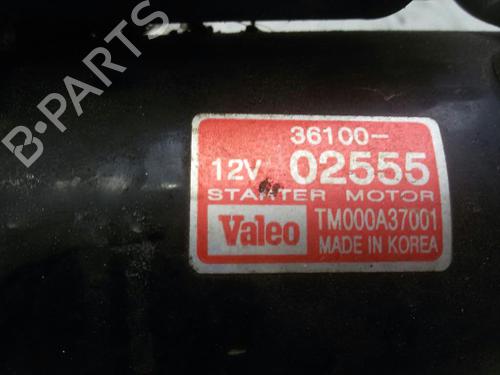 B-PARTS
36100-
12V 02555
STARTER MOTOR
Valeo TM000A37001
MADE IN KOREA